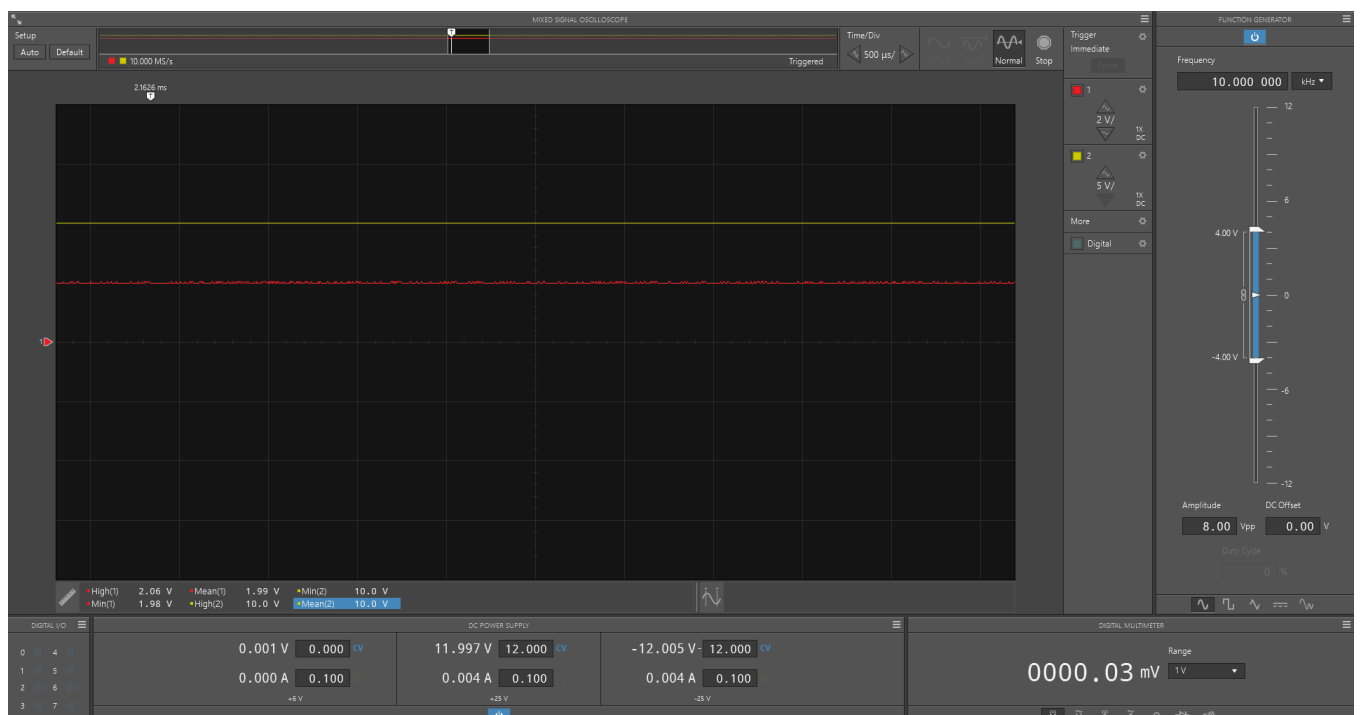 MIXED SIGNAL OSCILLOSCOPE
Setup
Auto Default
T
10.000 MS/s
Triggered
Time/Div
500 µs/
Normal Stop
Trigger
Immediate
Force
2.1626 ms
T
1
2 V/
1X
DC
2
5 V/
1X
DC
More
Digital
1
High(1) 2.06 V Mean(1) 1.99 V Min(2) 10.0 V
Min(1) 1.98 V High(2) 10.0 V Mean(2) 10.0 V
FUNCTION GENERATOR
Frequency
10.000 000 kHz
12
6
4.00 V
0
-4.00 V
-6
-12
Amplitude DC Offset
8.00 Vpp 0.00 V
Duty Cycle
0 %
DIGITAL I/O
0 4
1 5
2 6
3 7
DC POWER SUPPLY
0.001 V 0.000 CV 11.997 V 12.000 CV -12.005 V - 12.000 CV
0.000 A 0.100 0.004 A 0.100 0.004 A 0.100
+6 V +25 V -25 V
DIGITAL MULTIMETER
Range
0000.03 mV 1 V